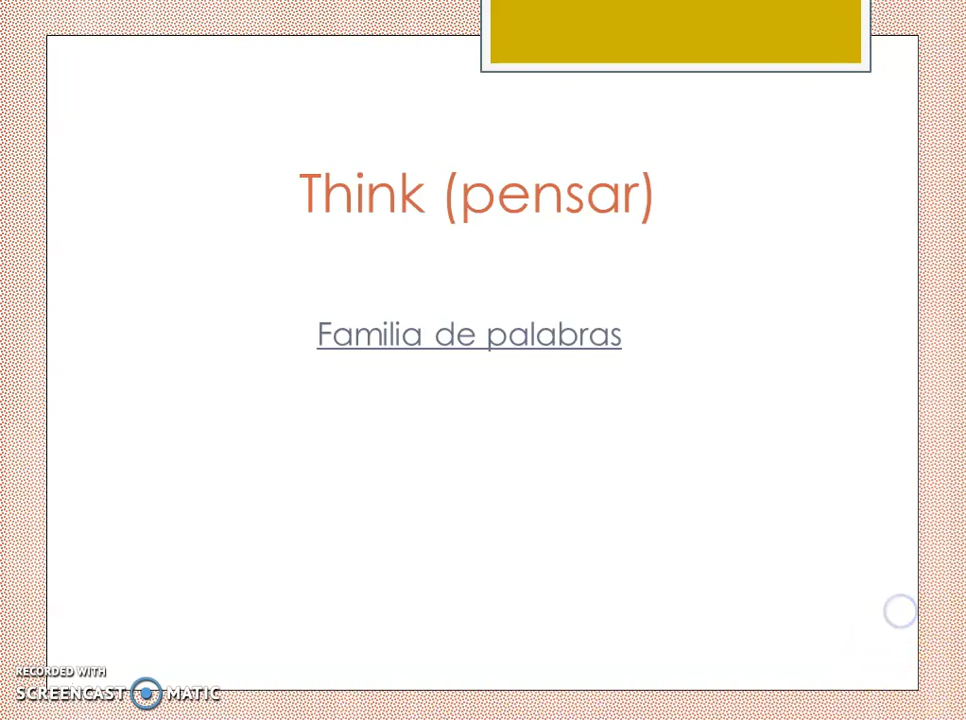 Think (pensar)
Familia de palabras
RECORDED WITH
SCREENCAST MATIC